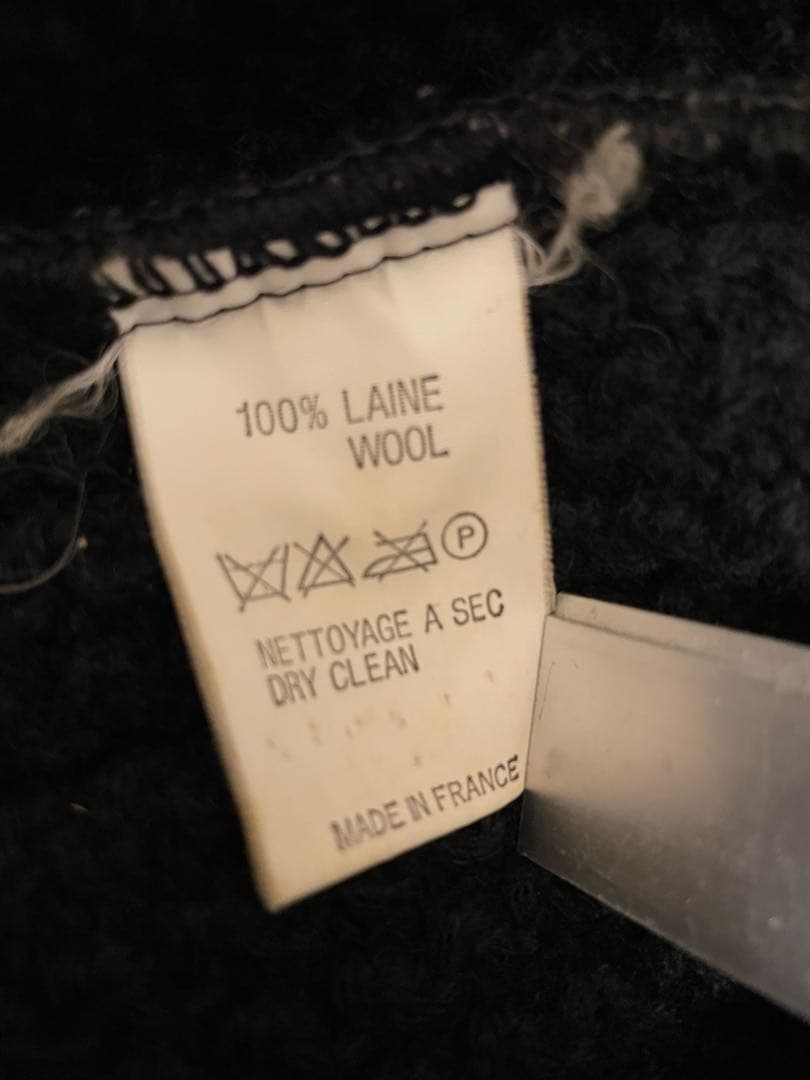 100% LAINE
WOOL
P
NETTOYAGE A SEC
DRY CLEAN
MADE IN FRANCE